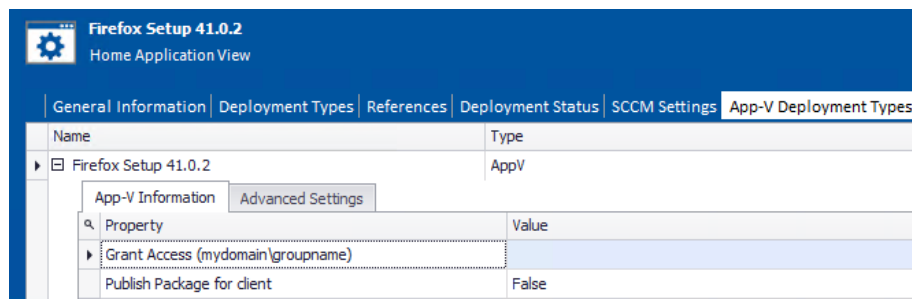 Firefox Setup 41.0.2
Home Application View
General Information Deployment Types References Deployment Status SCCM Settings App-V Deployment Types
Name Type
Firefox Setup 41.0.2 AppV
App-V Information Advanced Settings
Property Value
Grant Access (mydomain\groupname)
Publish Package for client False